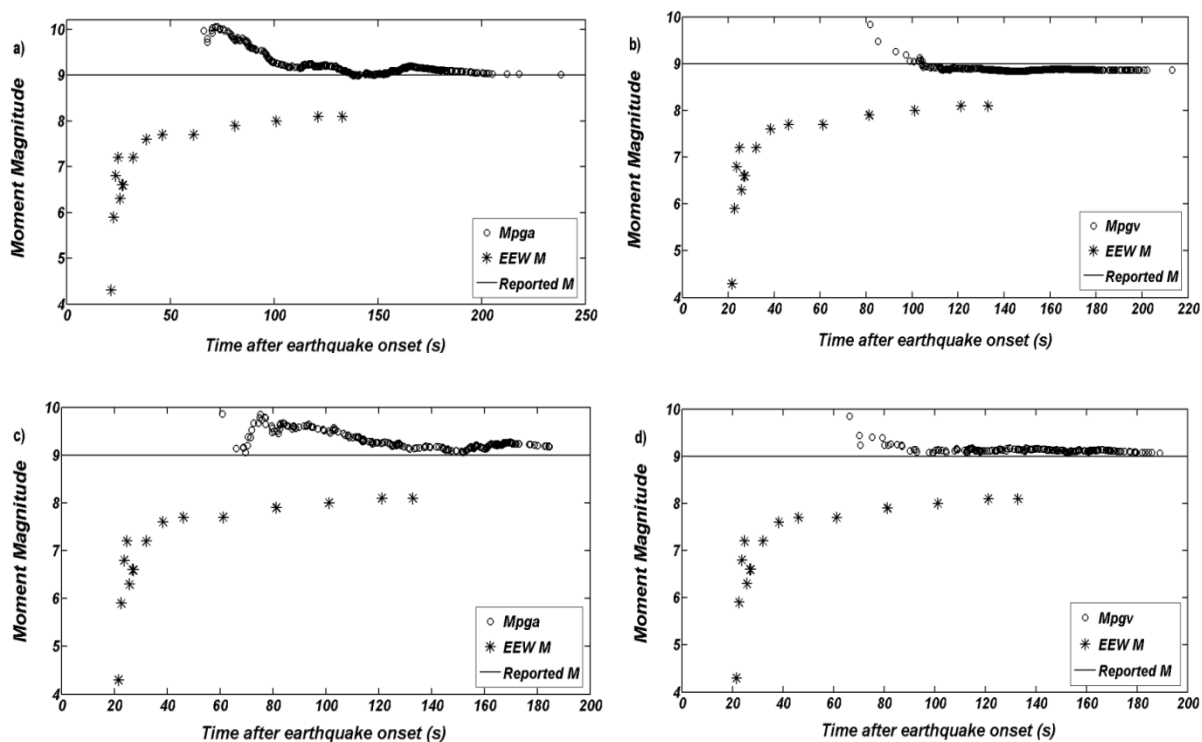 a)
Moment Magnitude
10
9
8
7
6
5
4
0 50 100 150 200 250
Time after earthquake onset (s)
Mpga
EEW M
Reported M
b)
Moment Magnitude
10
9
8
7
6
5
4
0 20 40 60 80 100 120 140 160 180 200 220
Time after earthquake onset (s)
Mpgv
EEW M
Reported M
c)
Moment Magnitude
10
9
8
7
6
5
4
0 20 40 60 80 100 120 140 160 180 200
Time after earthquake onset (s)
Mpga
EEW M
Reported M
d)
Moment Magnitude
10
9
8
7
6
5
4
0 20 40 60 80 100 120 140 160 180 200
Time after earthquake onset (s)
Mpgv
EEW M
Reported M